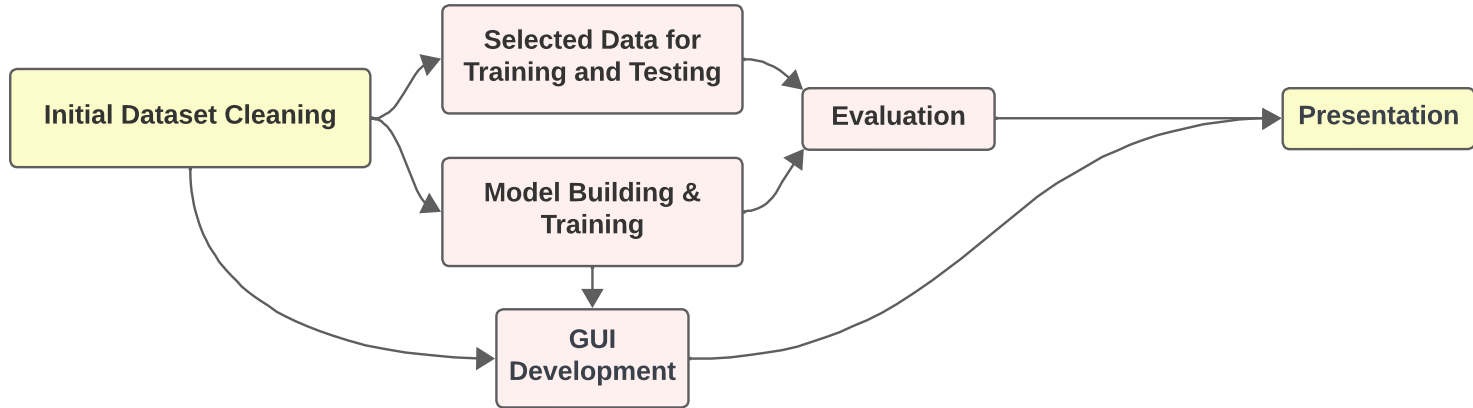 Selected Data for
Training and Testing
Initial Dataset Cleaning
Evaluation
Presentation
Model Building &
Training
GUI
Development